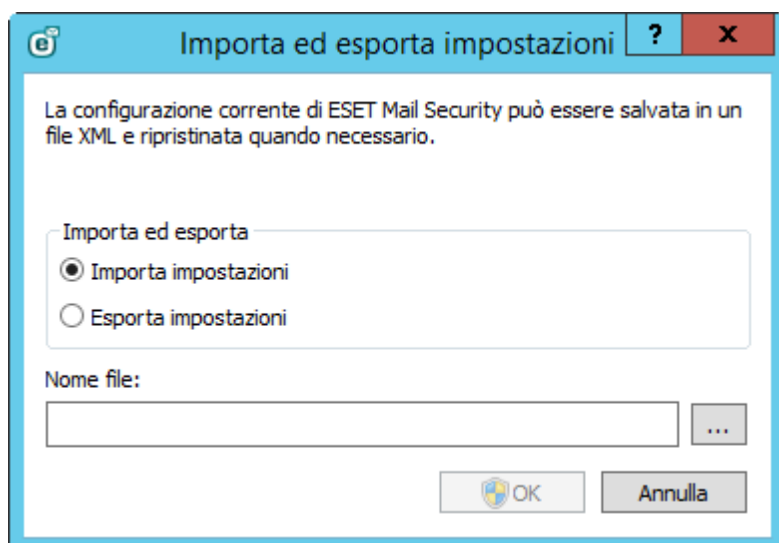 e
Importa ed esporta impostazioni
?
x
La configurazione corrente di ESET Mail Security può essere salvata in un
file XML e ripristinata quando necessario.
Importa ed esporta
Importa impostazioni
Esporta impostazioni
Nome file:
...
OK
Annulla